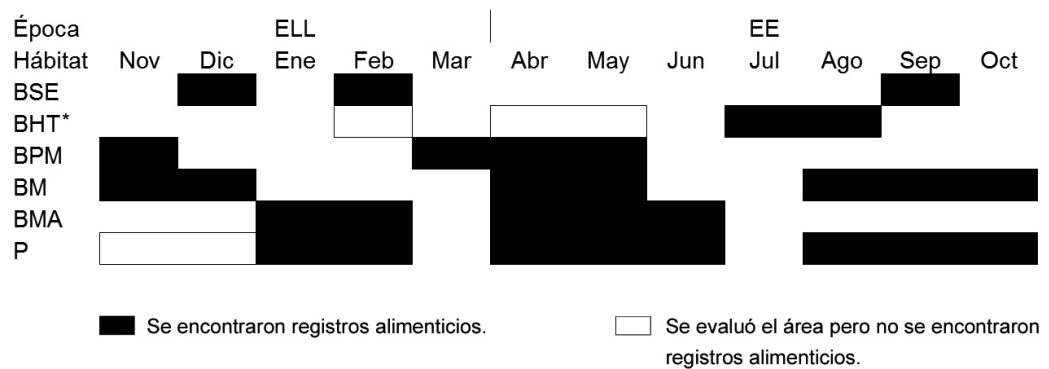 Época ELL EE
Hábitat Nov Dic Ene Feb Mar Abr May Jun Jul Ago Sep Oct
BSE
BHT*
BPM
BM
BMA
P
Se encontraron registros alimenticios.
Se evaluó el área pero no se encontraron
registros alimenticios.